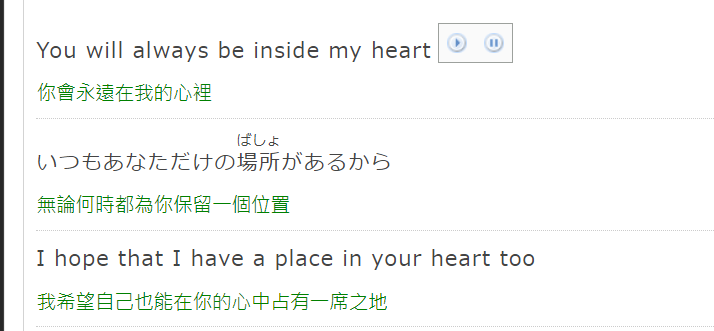 You will always be inside my heart
你會永遠在我的心裡
ばしょ
いつもあなただけの場所があるから
無論何時都為你保留一個位置
I hope that I have a place in your heart too
我希望自己也能在你的心中占有一席之地